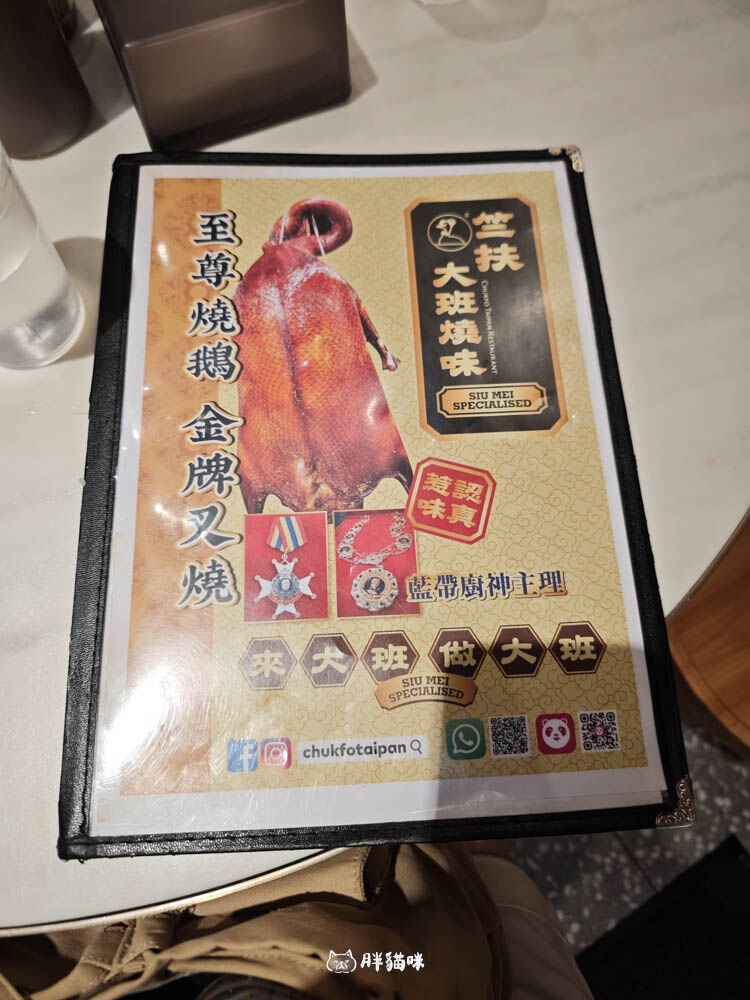 至尊燒鵝 金牌叉燒
竺扶
大班燒味
CHUKFO TAIPAN RESTAURANT
SIU MEI
SPECIALISED
認真
惹味
藍帶廚神主理
來大班 做大班
SIU MEI
SPECIALISED
chukfotaipan
胖貓咪